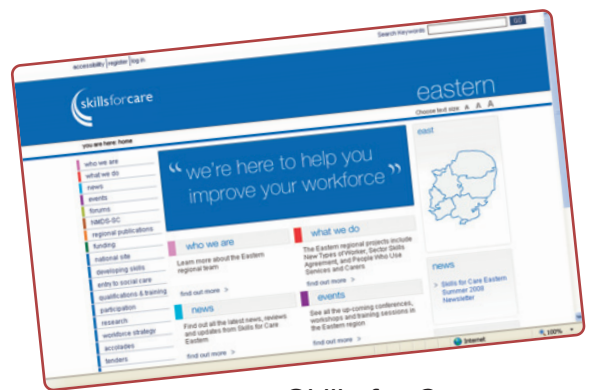 accessibility | register | log in
Search Keywords
GO
skillsforcare
eastern
Choose text size A A A
you are here: home
who we are
what we do
news
events
forums
NMDS-SC
regional publications
funding
national site
developing skills
entry to social care
qualifications & training
participation
research
workforce strategy
accolades
tenders
“ we're here to help you
improve your workforce ”
who we are
Learn more about the Eastern
regional team
find out more >
what we do
The Eastern regional projects include
New Types of Worker, Sector Skills
Agreement, and People Who Use
Services and Carers
find out more >
news
Find out all the latest news, reviews
and updates from Skills for Care
Eastern
find out more >
events
See all the up-coming conferences,
workshops and training sessions in
the Eastern region
find out more >
east
news
> Skills for Care Eastern
Summer 2008
Newsletter
Internet
100%